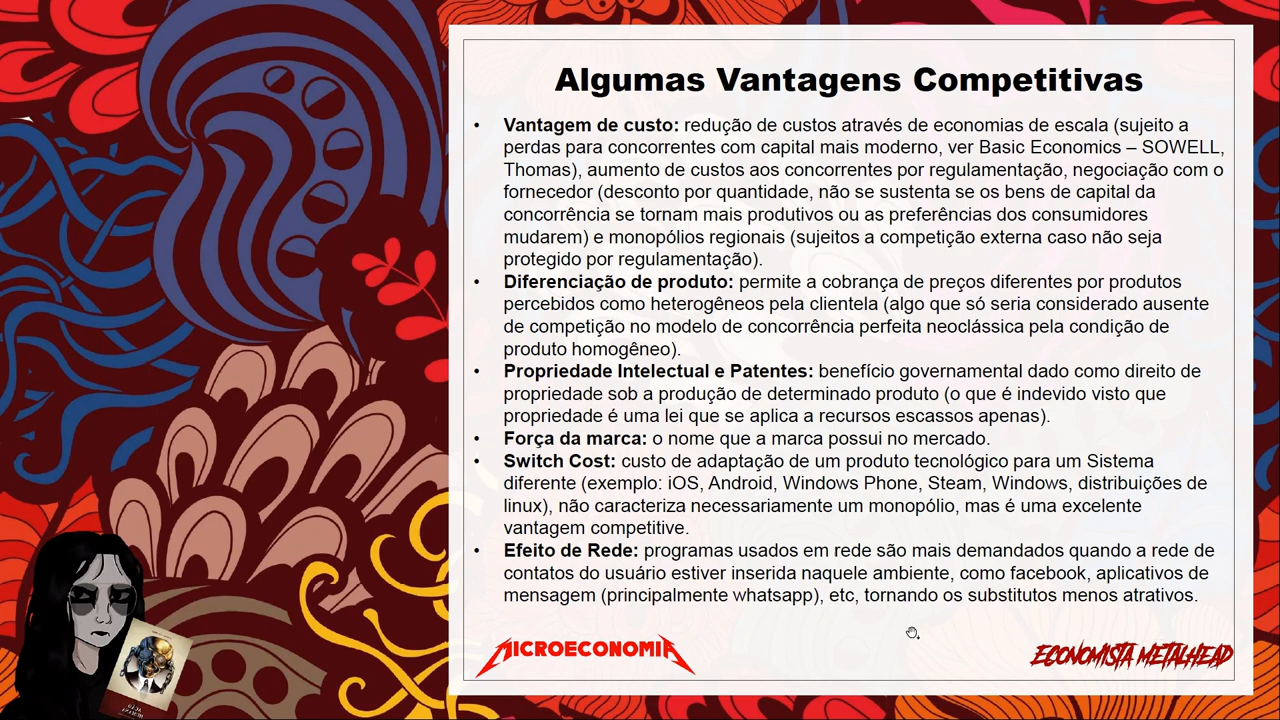 Algumas Vantagens Competitivas
• Vantagem de custo: redução de custos através de economias de escala (sujeito a
perdas para concorrentes com capital mais moderno, ver Basic Economics – SOWELL,
Thomas), aumento de custos aos concorrentes por regulamentação, negociação com o
fornecedor (desconto por quantidade, não se sustenta se os bens de capital da
concorrência se tornam mais produtivos ou as preferências dos consumidores
mudarem) e monopólios regionais (sujeitos a competição externa caso não seja
protegido por regulamentação).
• Diferenciação de produto: permite a cobrança de preços diferentes por produtos
percebidos como heterogêneos pela clientela (algo que só seria considerado ausente
de competição no modelo de concorrência perfeita neoclássica pela condição de
produto homogêneo).
• Propriedade Intelectual e Patentes: benefício governamental dado como direito de
propriedade sob a produção de determinado produto (o que é indevido visto que
propriedade é uma lei que se aplica a recursos escassos apenas).
• Força da marca: o nome que a marca possui no mercado.
• Switch Cost: custo de adaptação de um produto tecnológico para um Sistema
diferente (exemplo: iOS, Android, Windows Phone, Steam, Windows, distribuições de
linux), não caracteriza necessariamente um monopólio, mas é uma excelente
vantagem competitive.
• Efeito de Rede: programas usados em rede são mais demandados quando a rede de
contatos do usuário estiver inserida naquele ambiente, como facebook, aplicativos de
mensagem (principalmente whatsapp), etc, tornando os substitutos menos atrativos.
MICROECONOMIA
ECONOMISTA METALHEAD